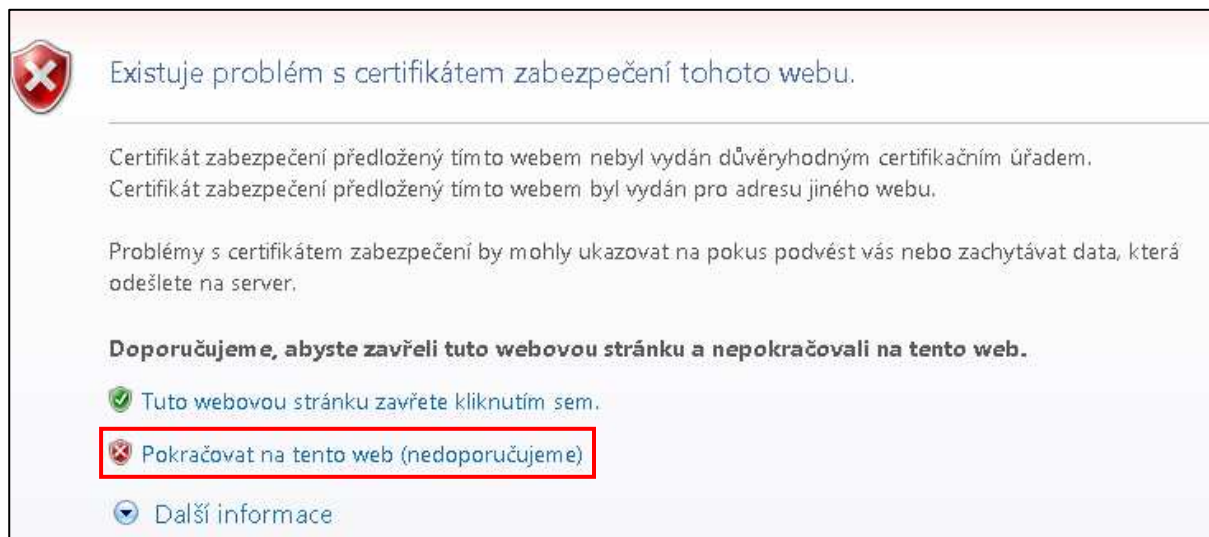 Existuje problém s certifikátem zabezpečení tohoto webu.
Certifikát zabezpečení předložený tímto webem nebyl vydán důvěryhodným certifikačním úřadem.
Certifikát zabezpečení předložený tímto webem byl vydán pro adresu jiného webu.
Problémy s certifikátem zabezpečení by mohly ukazovat na pokus podvést vás nebo zachytávat data, která
odešlete na server.
Doporučujeme, abyste zavřeli tuto webovou stránku a nepokračovali na tento web.
Tuto webovou stránku zavřete kliknutím sem.
Pokračovat na tento web (nedoporučujeme)
Další informace